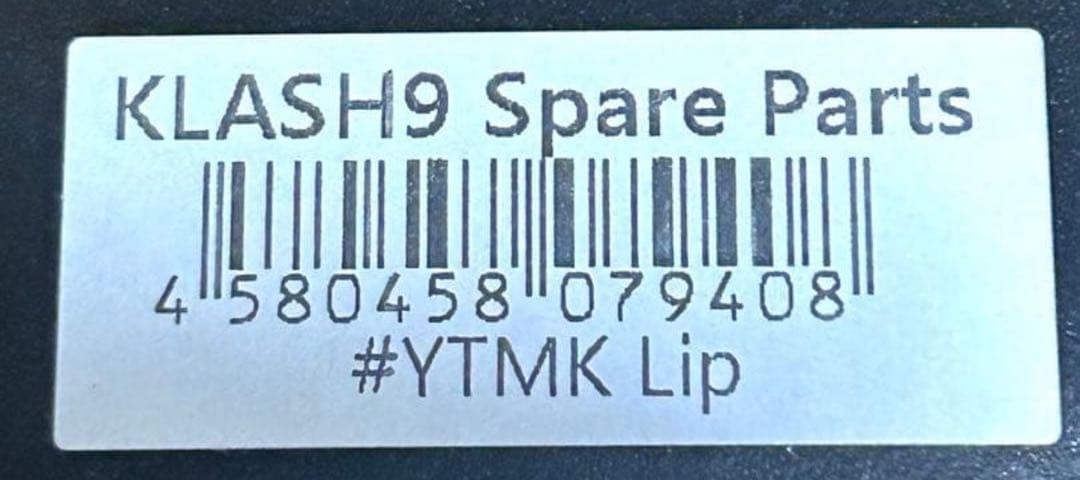 KLASH9 Spare Parts
4 580458 079408
#YTMK Lip